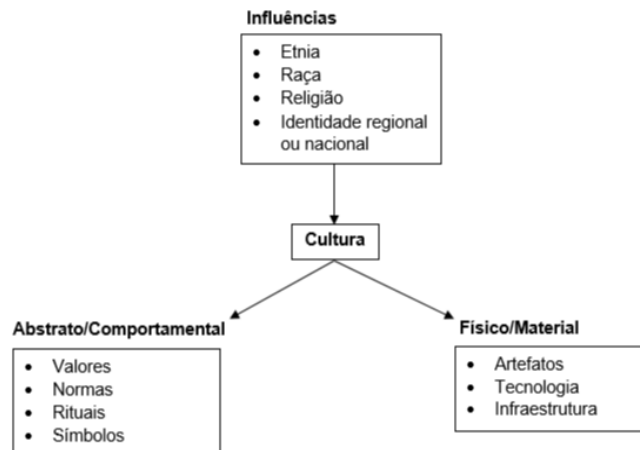 Influências
• Etnia
• Raça
• Religião
• Identidade regional
ou nacional
Cultura
Abstrato/Comportamental
• Valores
• Normas
• Rituais
• Símbolos
Físico/Material
• Artefatos
• Tecnologia
• Infraestrutura